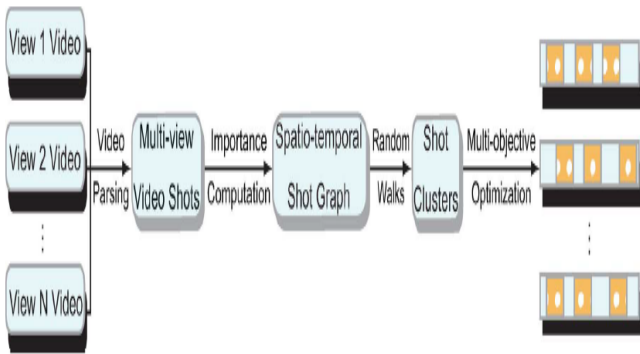 View 1 Video
View 2 Video
View N Video
Video
Parsing
Multi-view
Video Shots
Importance
Computation
Spatio-temporal
Shot Graph
Random
Walks
Shot
Clusters
Multi-objective
Optimization